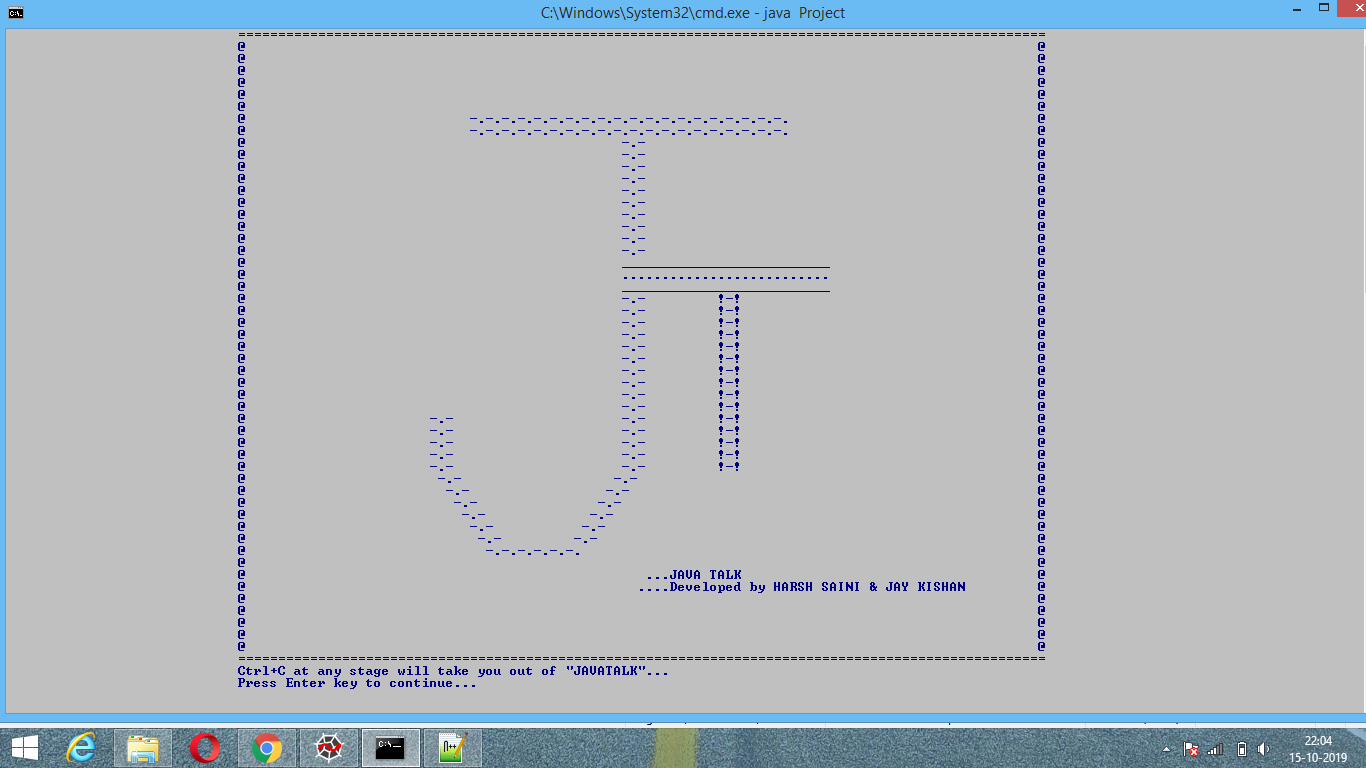 C:\Windows\System32\cmd.exe - java  Project
...JAVA TALK
....Developed by HARSH SAINI & JAY KISHAN
Ctrl+C at any stage will take you out of "JAVATALK"...
Press Enter key to continue...
22:04
15-10-2019